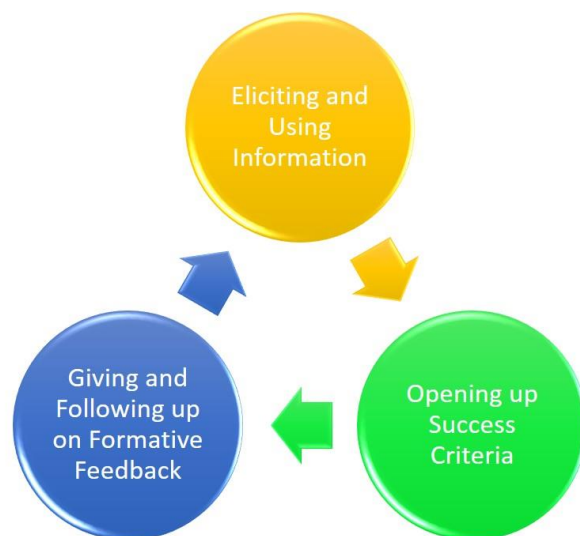 Eliciting and
Using
Information
Giving and
Following up
on Formative
Feedback
Opening up
Success
Criteria